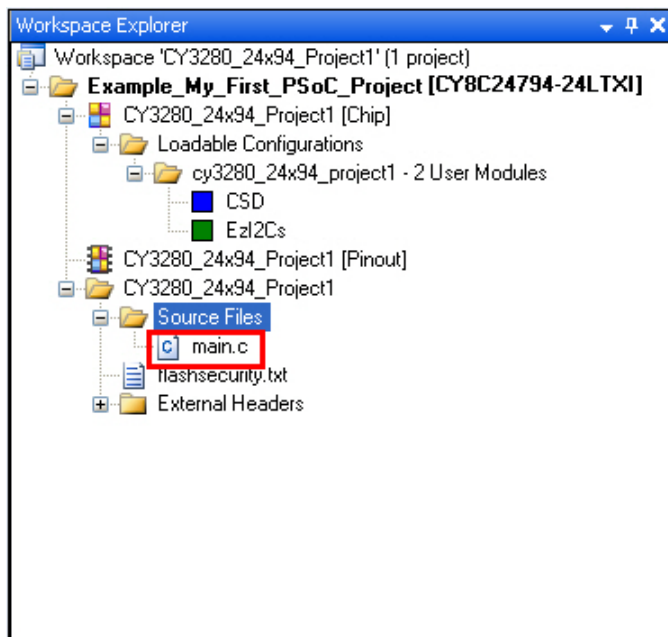 Workspace Explorer
Workspace 'CY3280_24x94_Project1' (1 project)
Example_My_First_PSoC_Project [CY8C24794-24LTXI]
CY3280_24x94_Project1 [Chip]
Loadable Configurations
cy3280_24x94_project1 - 2 User Modules
CSD
EzI2Cs
CY3280_24x94_Project1 [Pinout]
CY3280_24x94_Project1
Source Files
main.c
flashsecurity.txt
External Headers